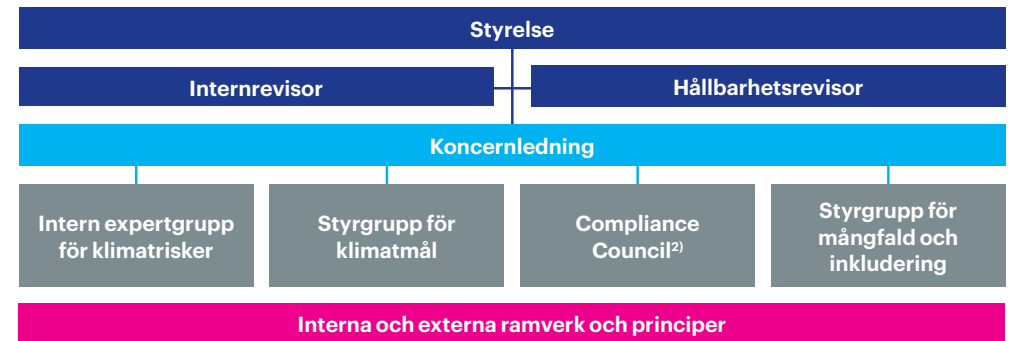 Styrelse
Internrevisor
Hållbarhetsrevisor
Koncernledning
Intern expertgrupp
för klimatrisker
Styrgrupp för
klimatmål
Compliance
Council²⁾
Styrgrupp för
mångfald och
inkludering
Interna och externa ramverk och principer